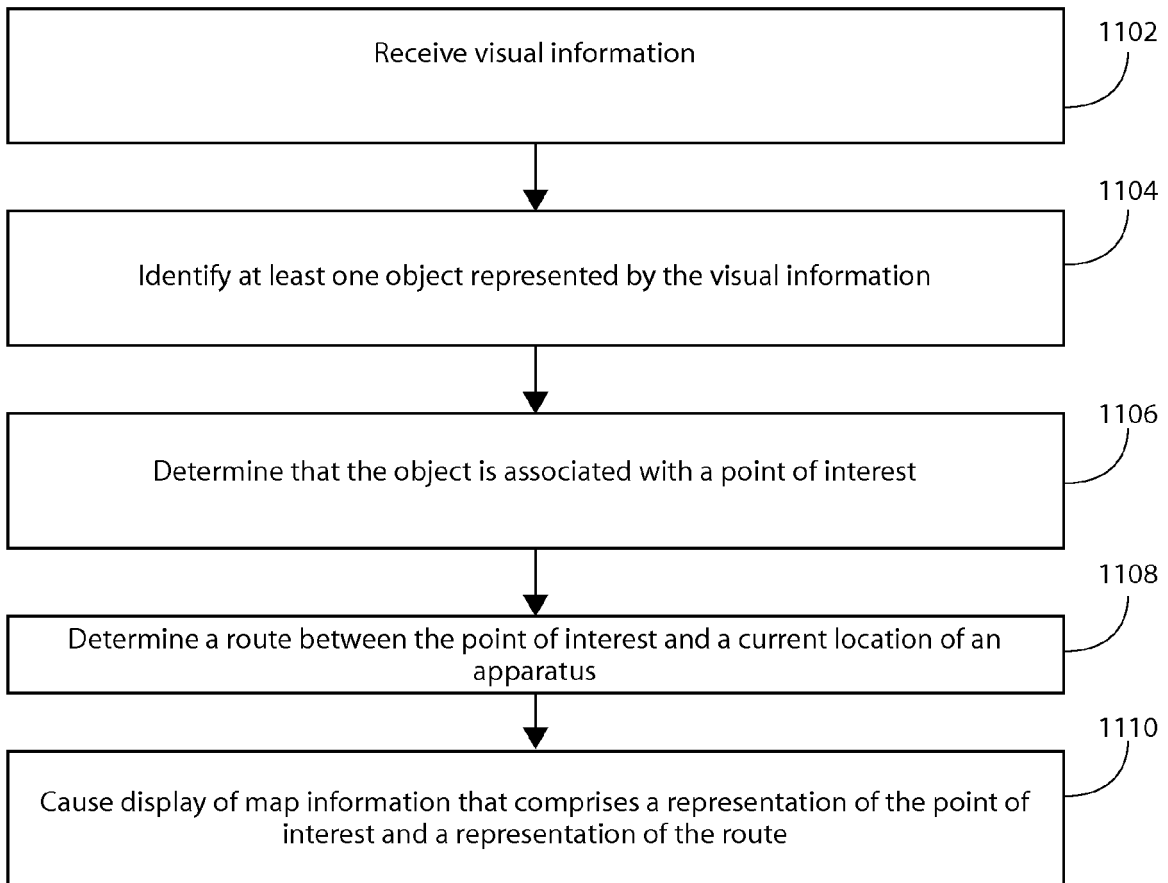 Receive visual information
1102
Identify at least one object represented by the visual information
1104
Determine that the object is associated with a point of interest
1106
Determine a route between the point of interest and a current location of an
apparatus
1108
Cause display of map information that comprises a representation of the point of
interest and a representation of the route
1110